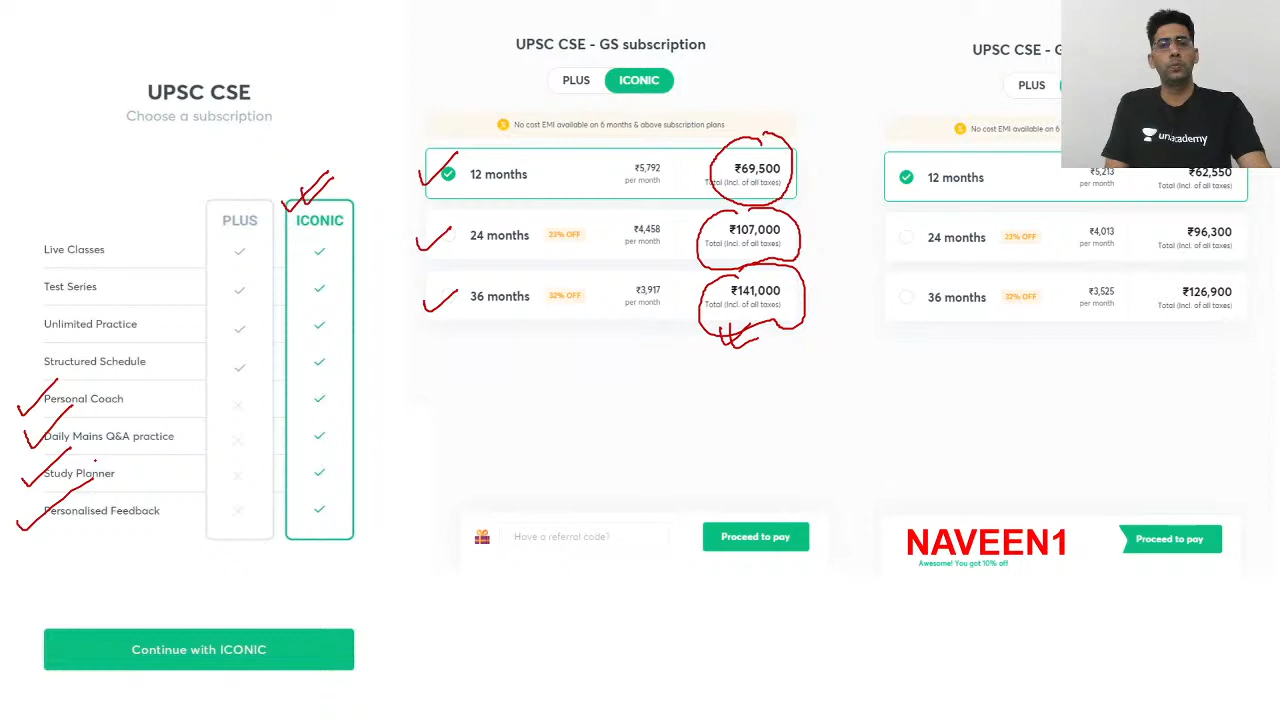 UPSC CSE
Choose a subscription
PLUS ICONIC
Live Classes
Test Series
Unlimited Practice
Structured Schedule
Personal Coach
Daily Mains Q&A practice
Study Planner
Personalised Feedback
Continue with ICONIC
UPSC CSE - GS subscription
PLUS ICONIC
No cost EMI available on 6 months & above subscription plans
12 months ₹5,792 ₹69,500
per month Total (Incl. of all taxes)
24 months 23% OFF ₹4,458 ₹107,000
per month Total (Incl. of all taxes)
36 months 32% OFF ₹3,917 ₹141,000
per month Total (Incl. of all taxes)
Have a referral code? Proceed to pay
UPSC CSE - G
PLUS
No cost EMI available on 6
12 months ₹5,213 ₹62,550
per month Total (Incl. of all taxes)
24 months 23% OFF ₹4,013 ₹96,300
per month Total (Incl. of all taxes)
36 months 32% OFF ₹3,525 ₹126,900
per month Total (Incl. of all taxes)
NAVEEN1 Proceed to pay
Awesome! You got 10% off
unacademy